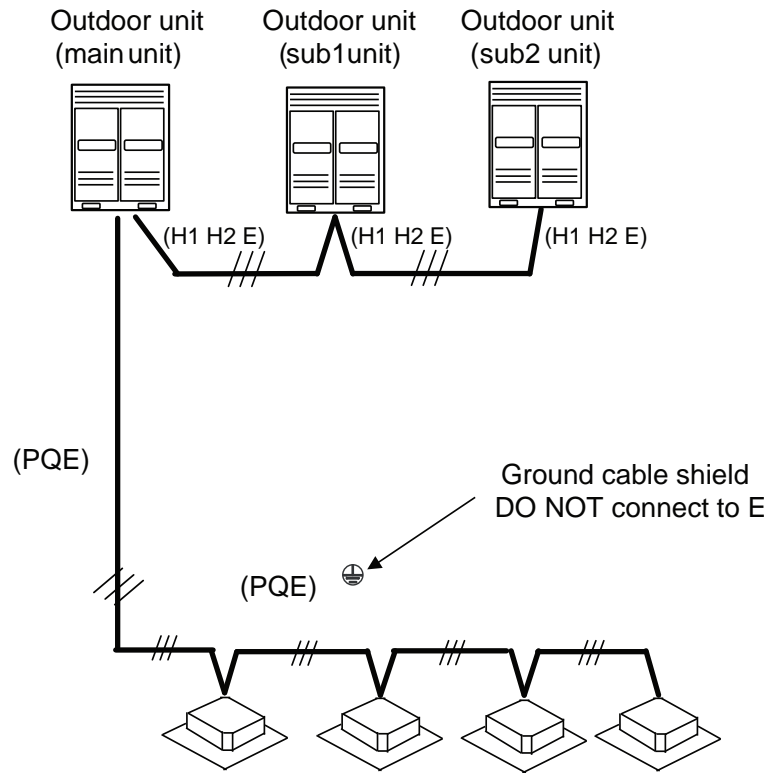 Outdoor unit
(main unit)
Outdoor unit
(sub1unit)
Outdoor unit
(sub2 unit)
(H1 H2 E)
(H1 H2 E)
(H1 H2 E)
(PQE)
Ground cable shield
DO NOT connect to E
(PQE)